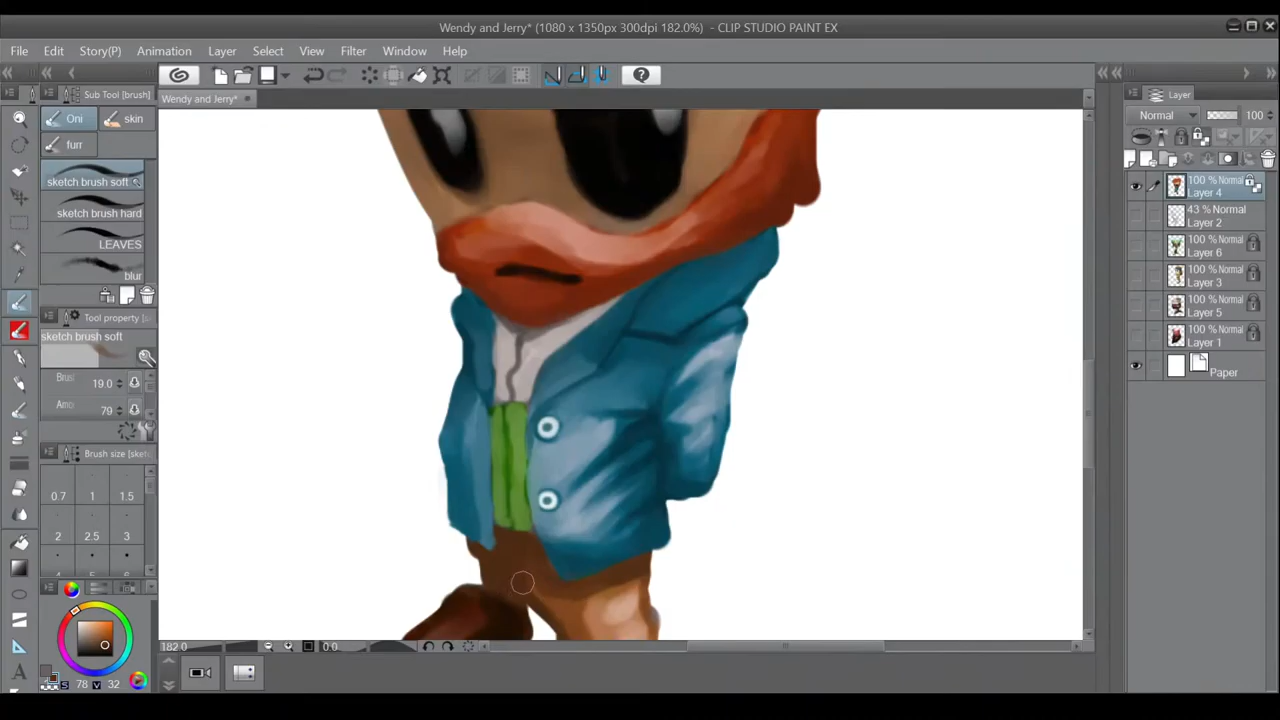 Wendy and Jerry* (1080 x 1350px 300dpi 182.0%) - CLIP STUDIO PAINT EX
File Edit Story(P) Animation Layer Select View Filter Window Help
Sub Tool [brush]
Wendy and Jerry*
Layer
Oni
skin
Normal
100
furr
sketch brush soft
sketch brush hard
LEAVES
blur
100 % Normal
Layer 4
43 % Normal
Layer 2
100 % Normal
Layer 6
100 % Normal
Layer 3
100 % Normal
Layer 5
100 % Normal
Layer 1
Paper
Tool property [s
sketch brush soft
Brus
19.0
Amo
79
Brush size [sketc
0.7 1 1.5
2 2.5 3
182.0
0.0
S 78 V 32